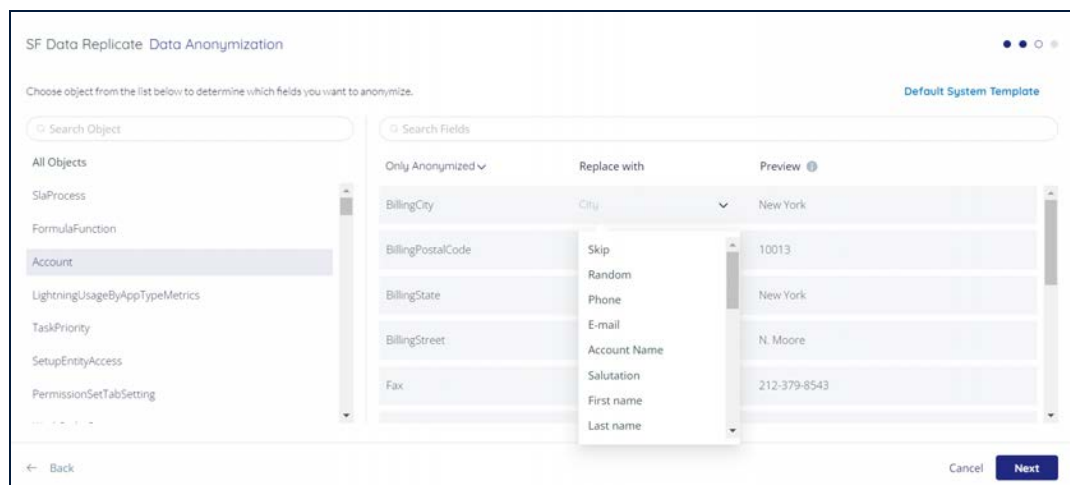 SF Data Replicate Data Anonymization
Choose object from the list below to determine which fields you want to anonymize.
Default System Template
Search Object
Search Fields
All Objects
Only Anonymized
Replace with
Preview
SlaProcess
BillingCity
City
New York
FormulaFunction
BillingPostalCode
Skip
10013
Account
Random
LightningUsageByAppTypeMetrics
BillingState
Phone
New York
TaskPriority
E-mail
BillingStreet
N. Moore
Account Name
SetupEntityAccess
Salutation
Fax
212-379-8543
PermissionSetTabSetting
First name
Last name
Back
Cancel
Next